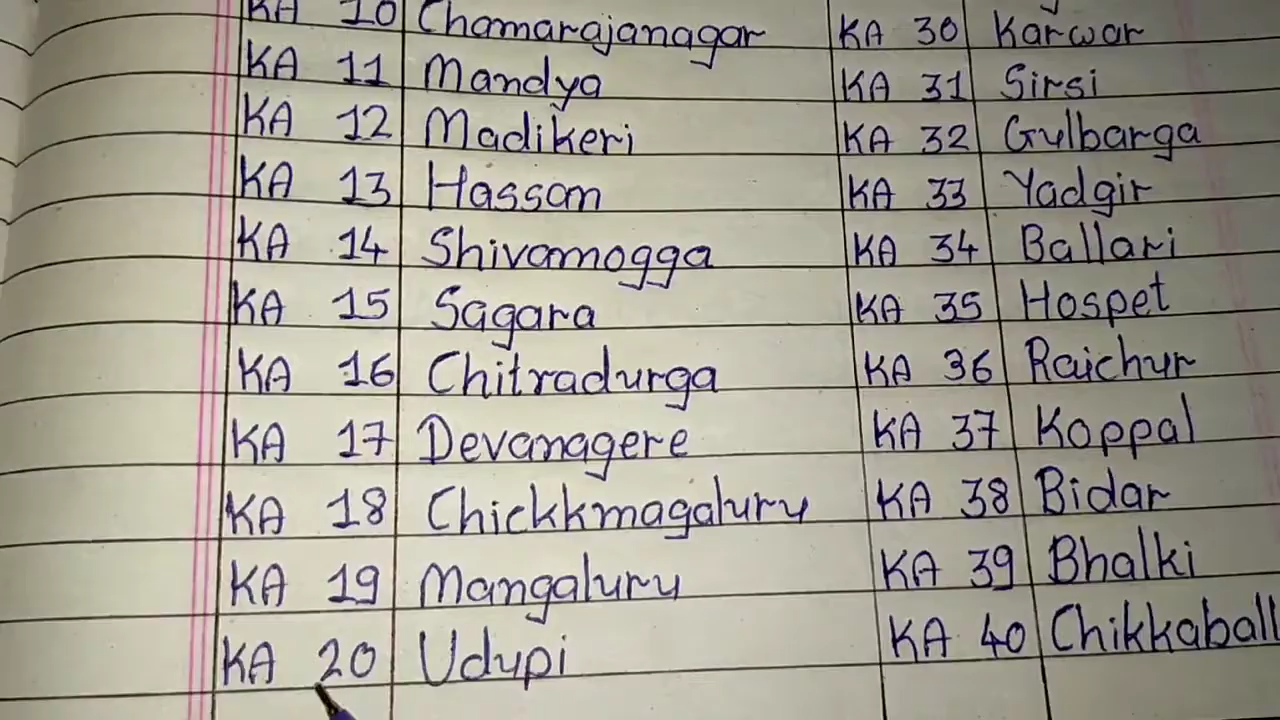 KA 10 Chamarajanagar KA 30 Karwar
KA 11 Mandya KA 31 Sirsi
KA 12 Madikeri KA 32 Gulbarga
KA 13 Hassan KA 33 Yadgir
KA 14 Shivamogga KA 34 Ballari
KA 15 Sagara KA 35 Hospet
KA 16 Chitradurga KA 36 Raichur
KA 17 Devanagere KA 37 Koppal
KA 18 Chickkmagaluru KA 38 Bidar
KA 19 Mangaluru KA 39 Bhalki
KA 20 Udupi KA 40 Chikkaball